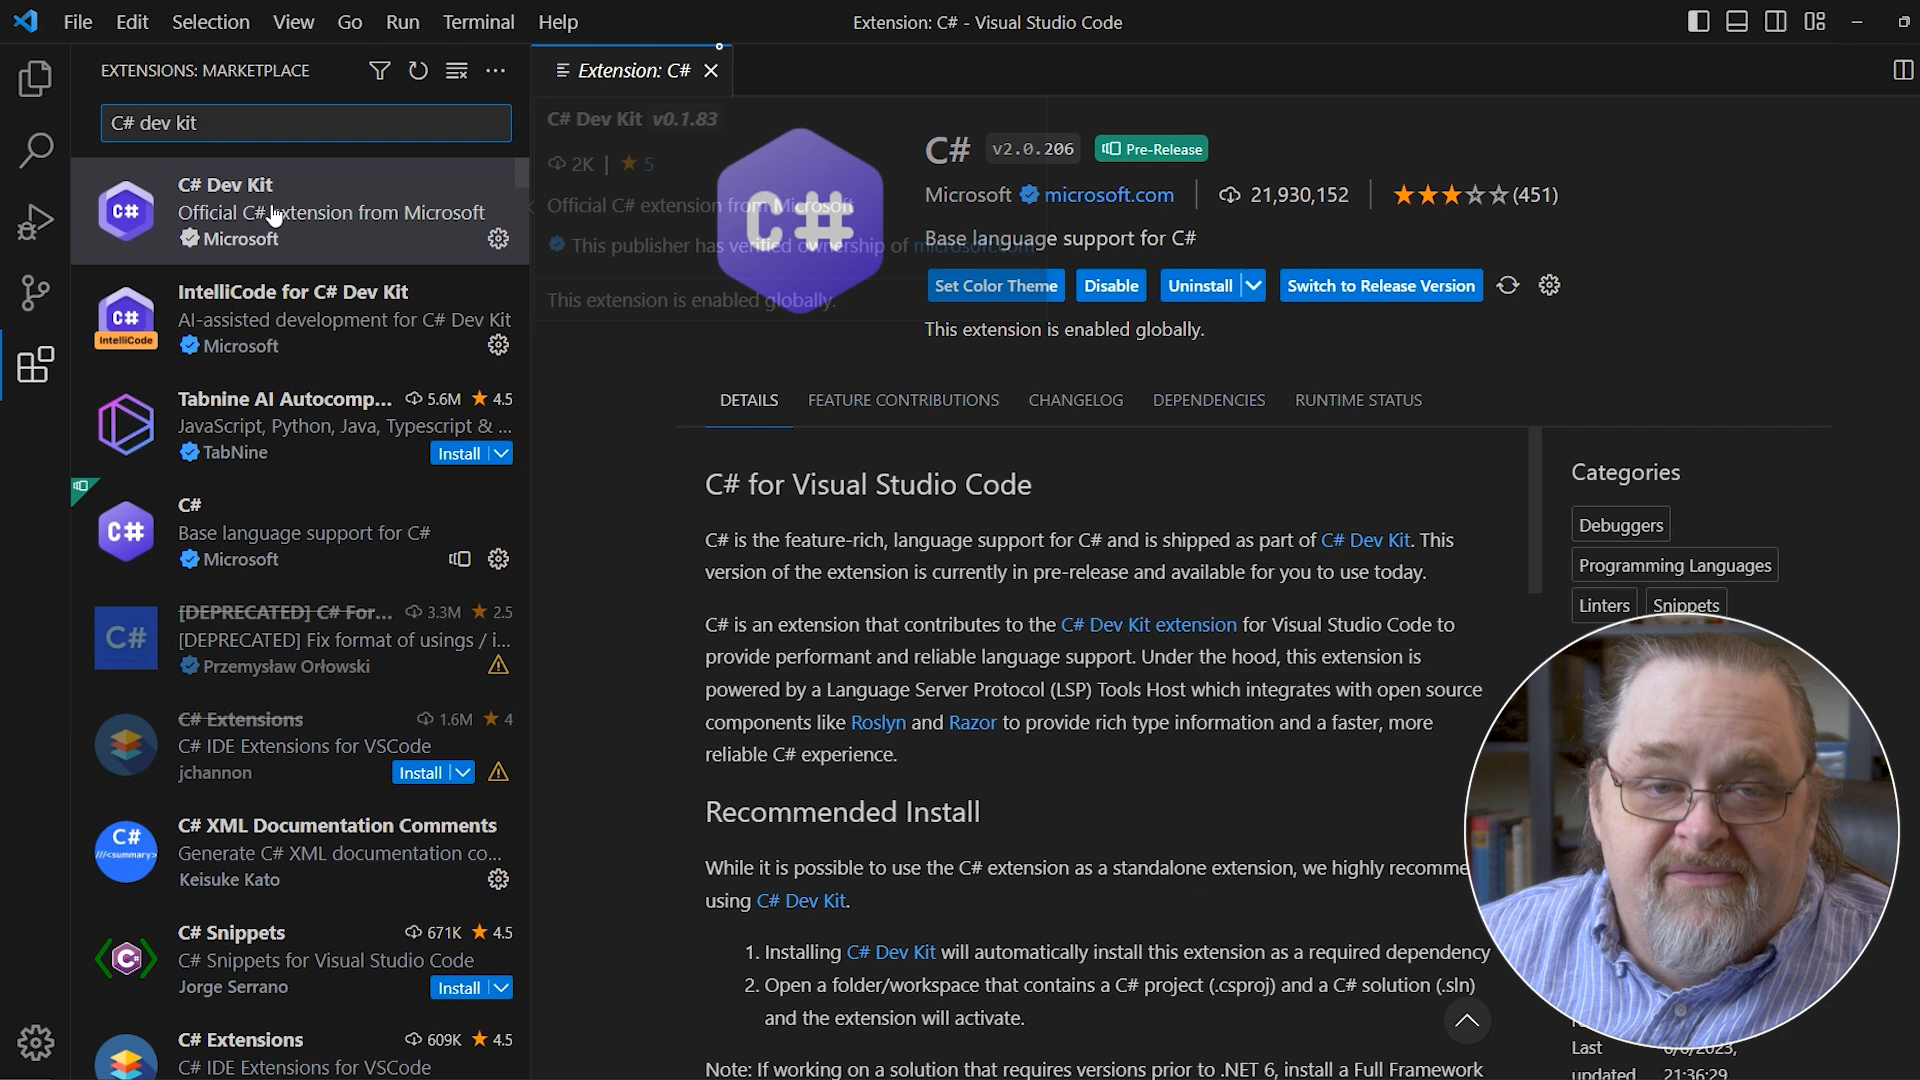 File Edit Selection View Go Run Terminal Help
Extension: C# - Visual Studio Code
EXTENSIONS: MARKETPLACE
C# dev kit
C# Dev Kit
Official C# extension from Microsoft
Microsoft
IntelliCode for C# Dev Kit
AI-assisted development for C# Dev Kit
Microsoft
C#
IntelliCode
Tabnine AI Autocomp... 5.6M 4.5
JavaScript, Python, Java, Typescript & ...
TabNine Install
C#
Base language support for C#
Microsoft
[DEPRECATED] C# For... 3.3M 2.5
[DEPRECATED] Fix format of usings / i...
Przemysław Orłowski
C# Extensions 1.6M 4
C# IDE Extensions for VSCode
jchannon Install
C# XML Documentation Comments
Generate C# XML documentation co...
Keisuke Kato
C#
///<summary>
C# Snippets 671K 4.5
C# Snippets for Visual Studio Code
Jorge Serrano Install
C# Extensions 609K 4.5
C# IDE Extensions for VSCode
Extension: C#
C# Dev Kit v0.1.83
2K | 5
Official C# extension from Microsoft
This publisher has verified ownership of microsoft.com
This extension is enabled globally.
C#
C# v2.0.206 Pre-Release
Microsoft microsoft.com 21,930,152 (451)
Base language support for C#
Set Color Theme Disable Uninstall Switch to Release Version
This extension is enabled globally.
DETAILS FEATURE CONTRIBUTIONS CHANGELOG DEPENDENCIES RUNTIME STATUS
C# for Visual Studio Code
C# is the feature-rich, language support for C# and is shipped as part of C# Dev Kit. This
version of the extension is currently in pre-release and available for you to use today.
C# is an extension that contributes to the C# Dev Kit extension for Visual Studio Code to
provide performant and reliable language support. Under the hood, this extension is
powered by a Language Server Protocol (LSP) Tools Host which integrates with open source
components like Roslyn and Razor to provide rich type information and a faster, more
reliable C# experience.
Recommended Install
While it is possible to use the C# extension as a standalone extension, we highly recomme
using C# Dev Kit.
1. Installing C# Dev Kit will automatically install this extension as a required dependency
2. Open a folder/workspace that contains a C# project (.csproj) and a C# solution (.sln)
and the extension will activate.
Note: If working on a solution that requires versions prior to .NET 6, install a Full Framework
Categories
Debuggers
Programming Languages
Linters Snippets
Last
updated 21:36:29